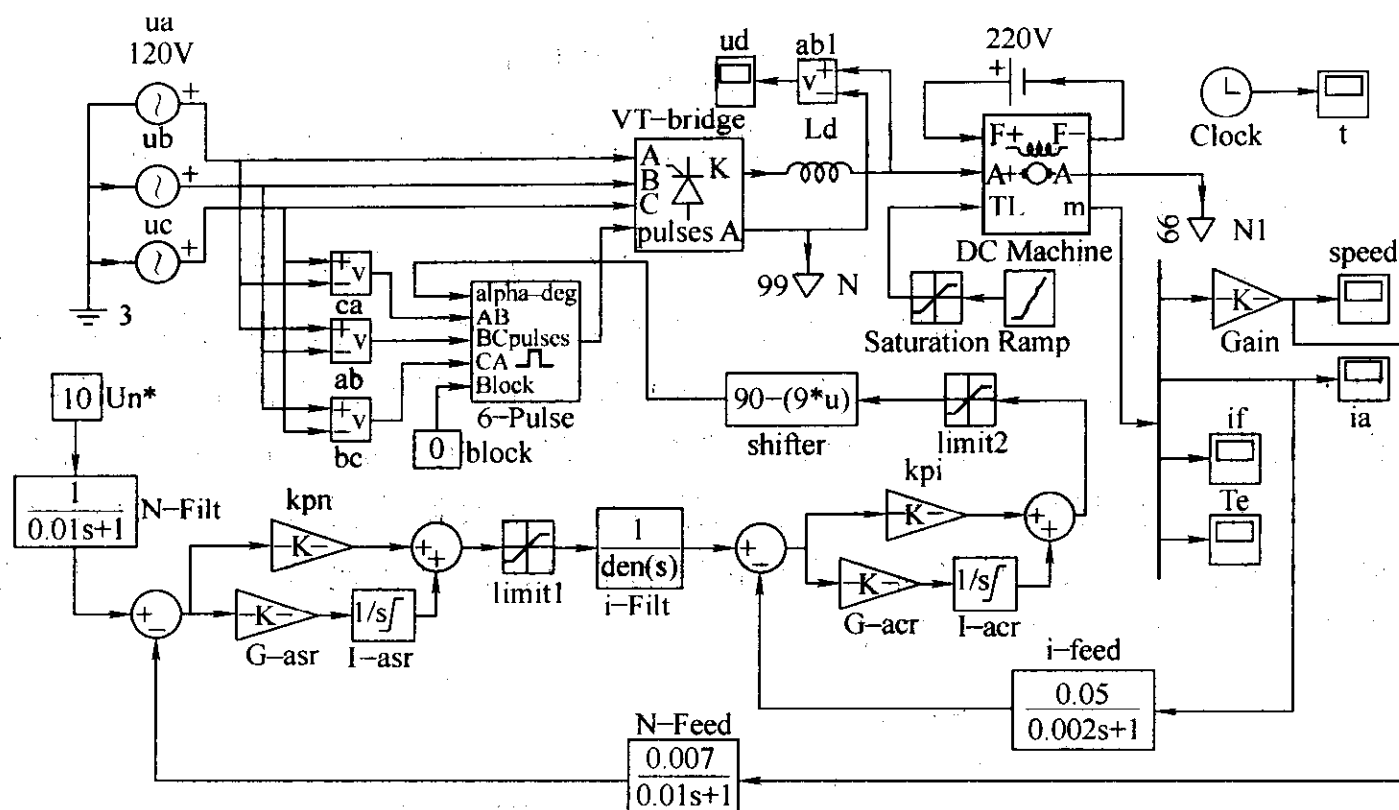 ua
120V
ub
uc
3
ud
ab1
v
220V
VT-bridge
Ld
A
B
C
K
pulses A
F+ F-
A+ A-
TL m
DC Machine
Clock
t
66
N1
99
N
ca
v
ab
v
bc
v
alpha-deg
AB
BCpulses
CA
Block
6-Pulse
0
block
Saturation Ramp
-K-
Gain
speed
ia
if
Te
10
Un*
90-(9*u)
shifter
limit2
1
0.01s+1
N-Filt
kpn
-K-
-K-
G-asr
1/s
I-asr
limit1
1
den(s)
i-Filt
kpi
-K-
-K-
G-acr
1/s
I-acr
i-feed
0.05
0.002s+1
N-Feed
0.007
0.01s+1